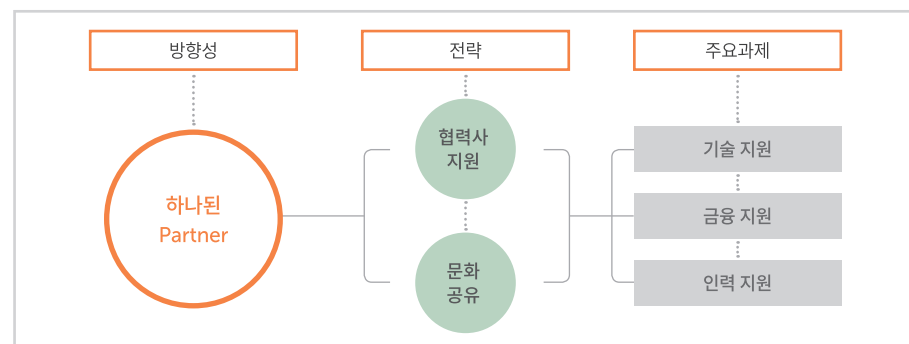 방향성
전략
주요과제
하나된
Partner
협력사
지원
문화
공유
기술 지원
금융 지원
인력 지원